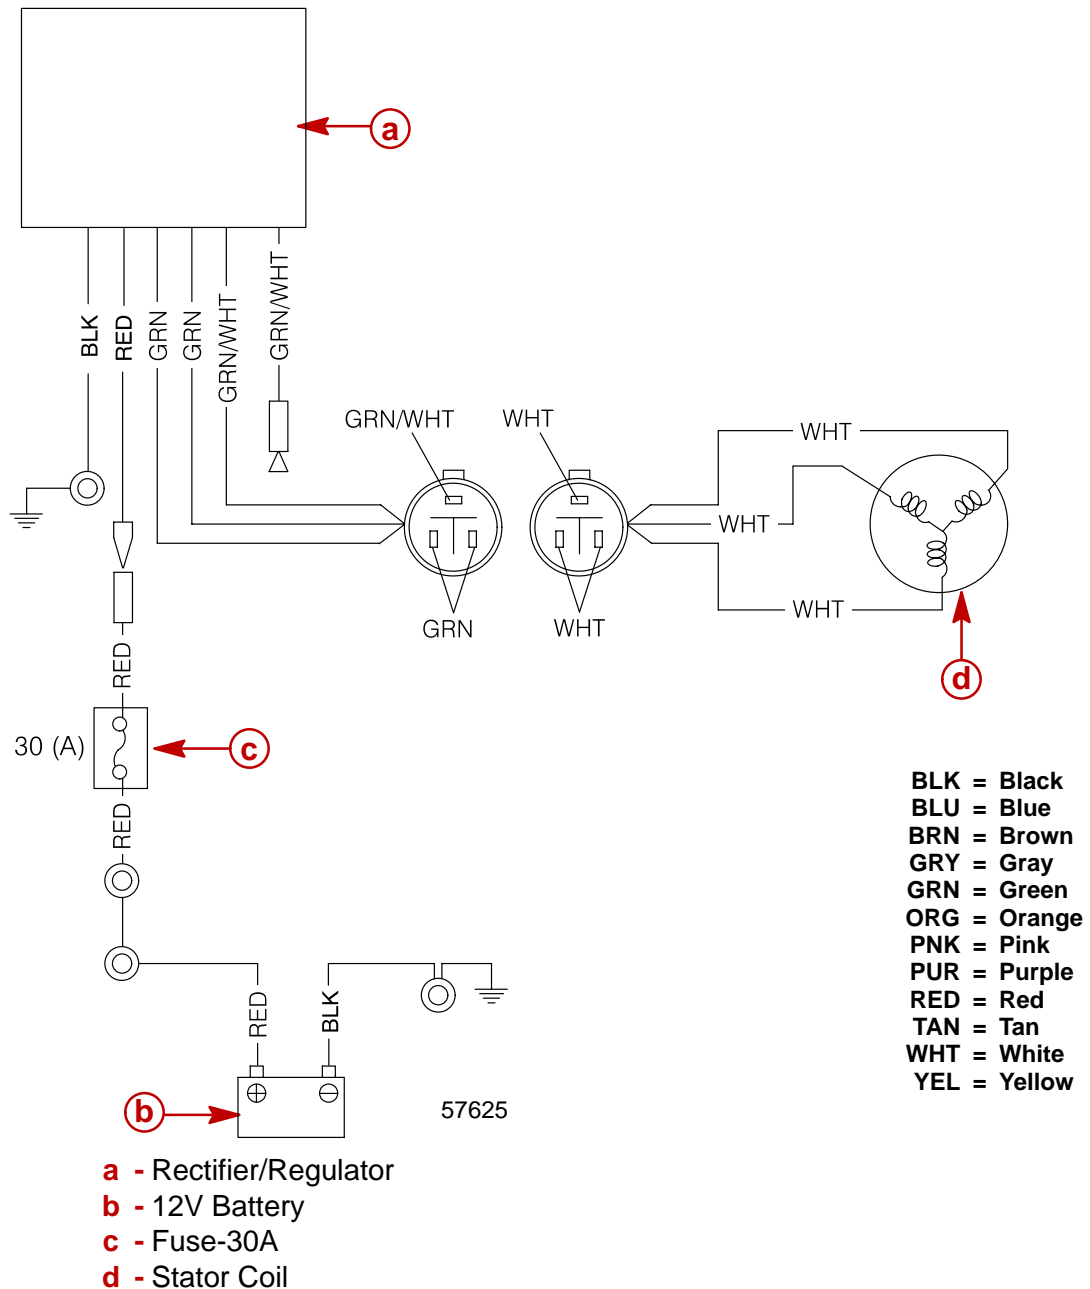 a
BLK
RED
GRN
GRN
GRN/WHT
GRN/WHT
GRN/WHT
WHT
WHT
WHT
WHT
GRN
WHT
d
RED
30 (A)
c
RED
RED
BLK
b
57625
BLK = Black
BLU = Blue
BRN = Brown
GRY = Gray
GRN = Green
ORG = Orange
PNK = Pink
PUR = Purple
RED = Red
TAN = Tan
WHT = White
YEL = Yellow
a - Rectifier/Regulator
b - 12V Battery
c - Fuse-30A
d - Stator Coil